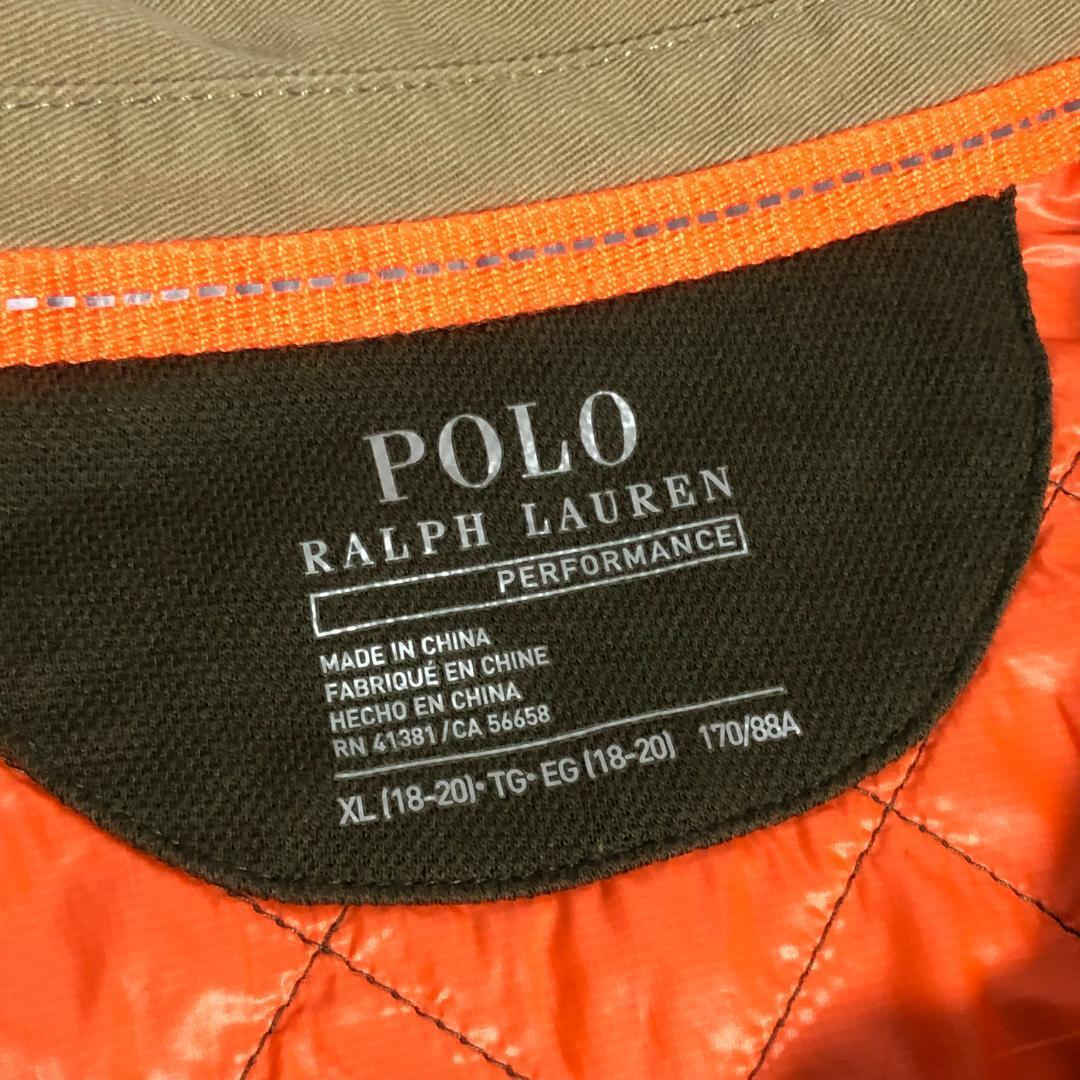 POLO
RALPH LAUREN
PERFORMANCE
MADE IN CHINA
FABRIQUÉ EN CHINE
HECHO EN CHINA
RN 41381 / CA 56658
XL (18-20)• TG• EG (18-20) 170/88A